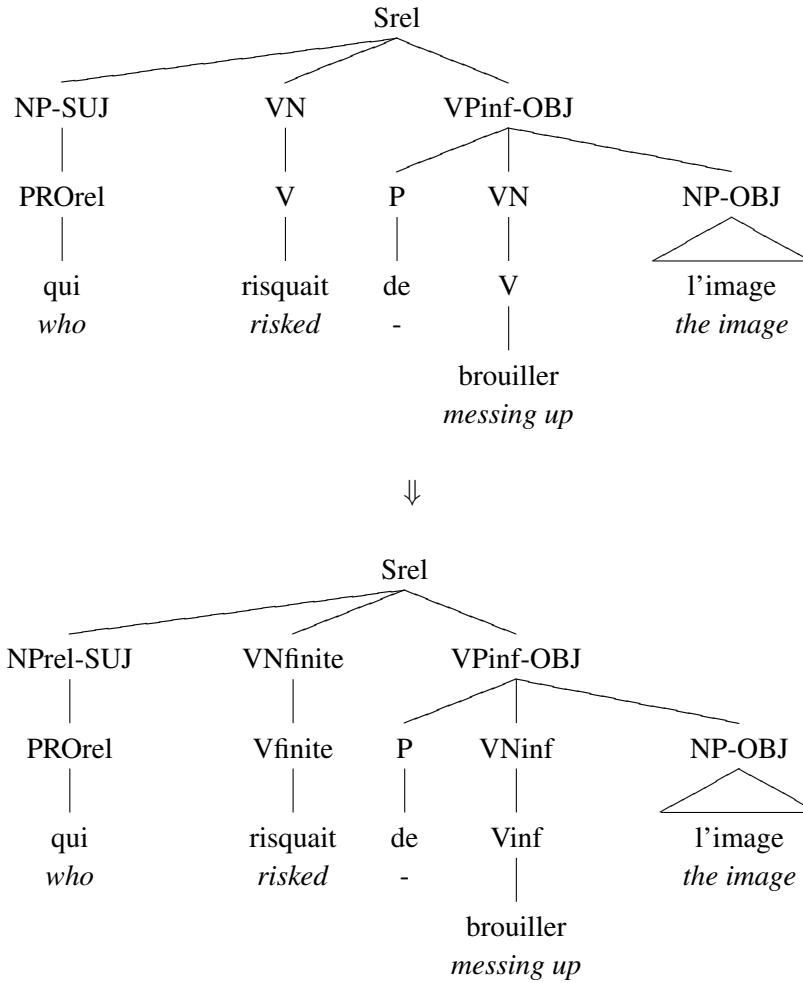 Srel
NP-SUJ VN VPinf-OBJ
PROrel V P VN NP-OBJ
qui risquait de V l'image
who risked - the image
brouiller
messing up
⇓
Srel
NPrel-SUJ VNfinite VPinf-OBJ
PROrel Vfinite P VNinf NP-OBJ
qui risquait de Vinf l'image
who risked - the image
brouiller
messing up